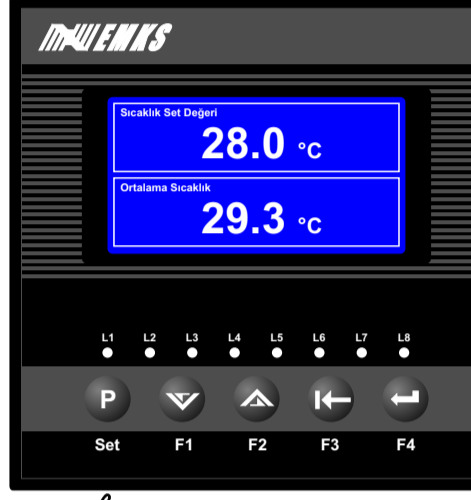 EMKS
Sıcaklık Set Değeri
28.0 °C
Ortalama Sıcaklık
29.3 °C
L1 L2 L3 L4 L5 L6 L7 L8
P
Set F1 F2 F3 F4